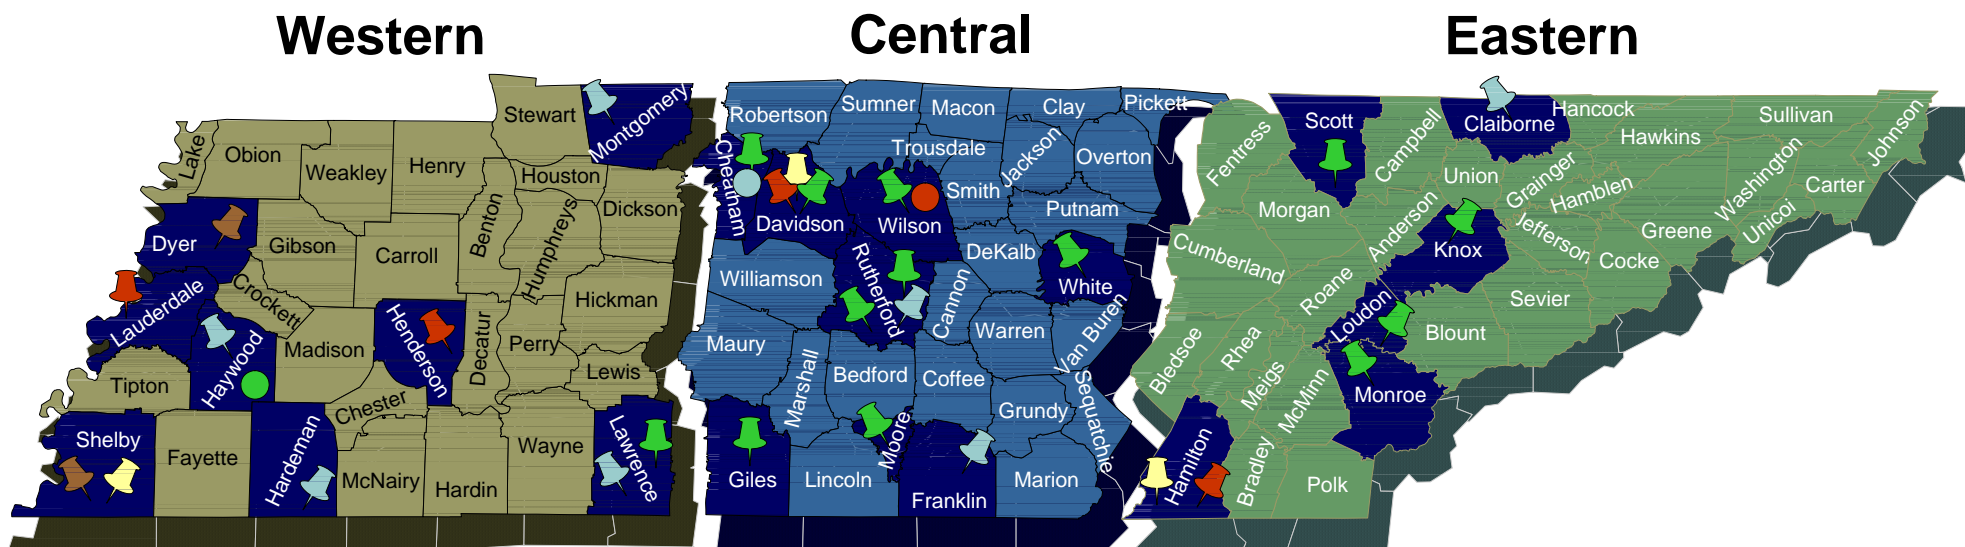 Western
Central
Eastern
Stewart
Montgomery
Lake
Obion
Weakley
Henry
Houston
Dickson
Benton
Humphreys
Dyer
Gibson
Carroll
Crockett
Hickman
Lauderdale
Haywood
Madison
Henderson
Decatur
Perry
Lewis
Tipton
Chester
Shelby
Fayette
Hardeman
McNairy
Hardin
Wayne
Lawrence
Robertson
Sumner
Macon
Clay
Pickett
Trousdale
Jackson
Overton
Cheatham
Davidson
Wilson
Smith
Putnam
Williamson
Rutherford
DeKalb
White
Cannon
Warren
Van Buren
Maury
Marshall
Bedford
Coffee
Grundy
Sequatchie
Giles
Lincoln
Moore
Franklin
Marion
Fentress
Scott
Campbell
Claiborne
Hancock
Hawkins
Sullivan
Johnson
Union
Grainger
Hamblen
Washington
Carter
Unicoi
Greene
Morgan
Anderson
Knox
Jefferson
Cocke
Cumberland
Roane
Loudon
Blount
Sevier
Bledsoe
Rhea
Meigs
McMinn
Monroe
Hamilton
Bradley
Polk